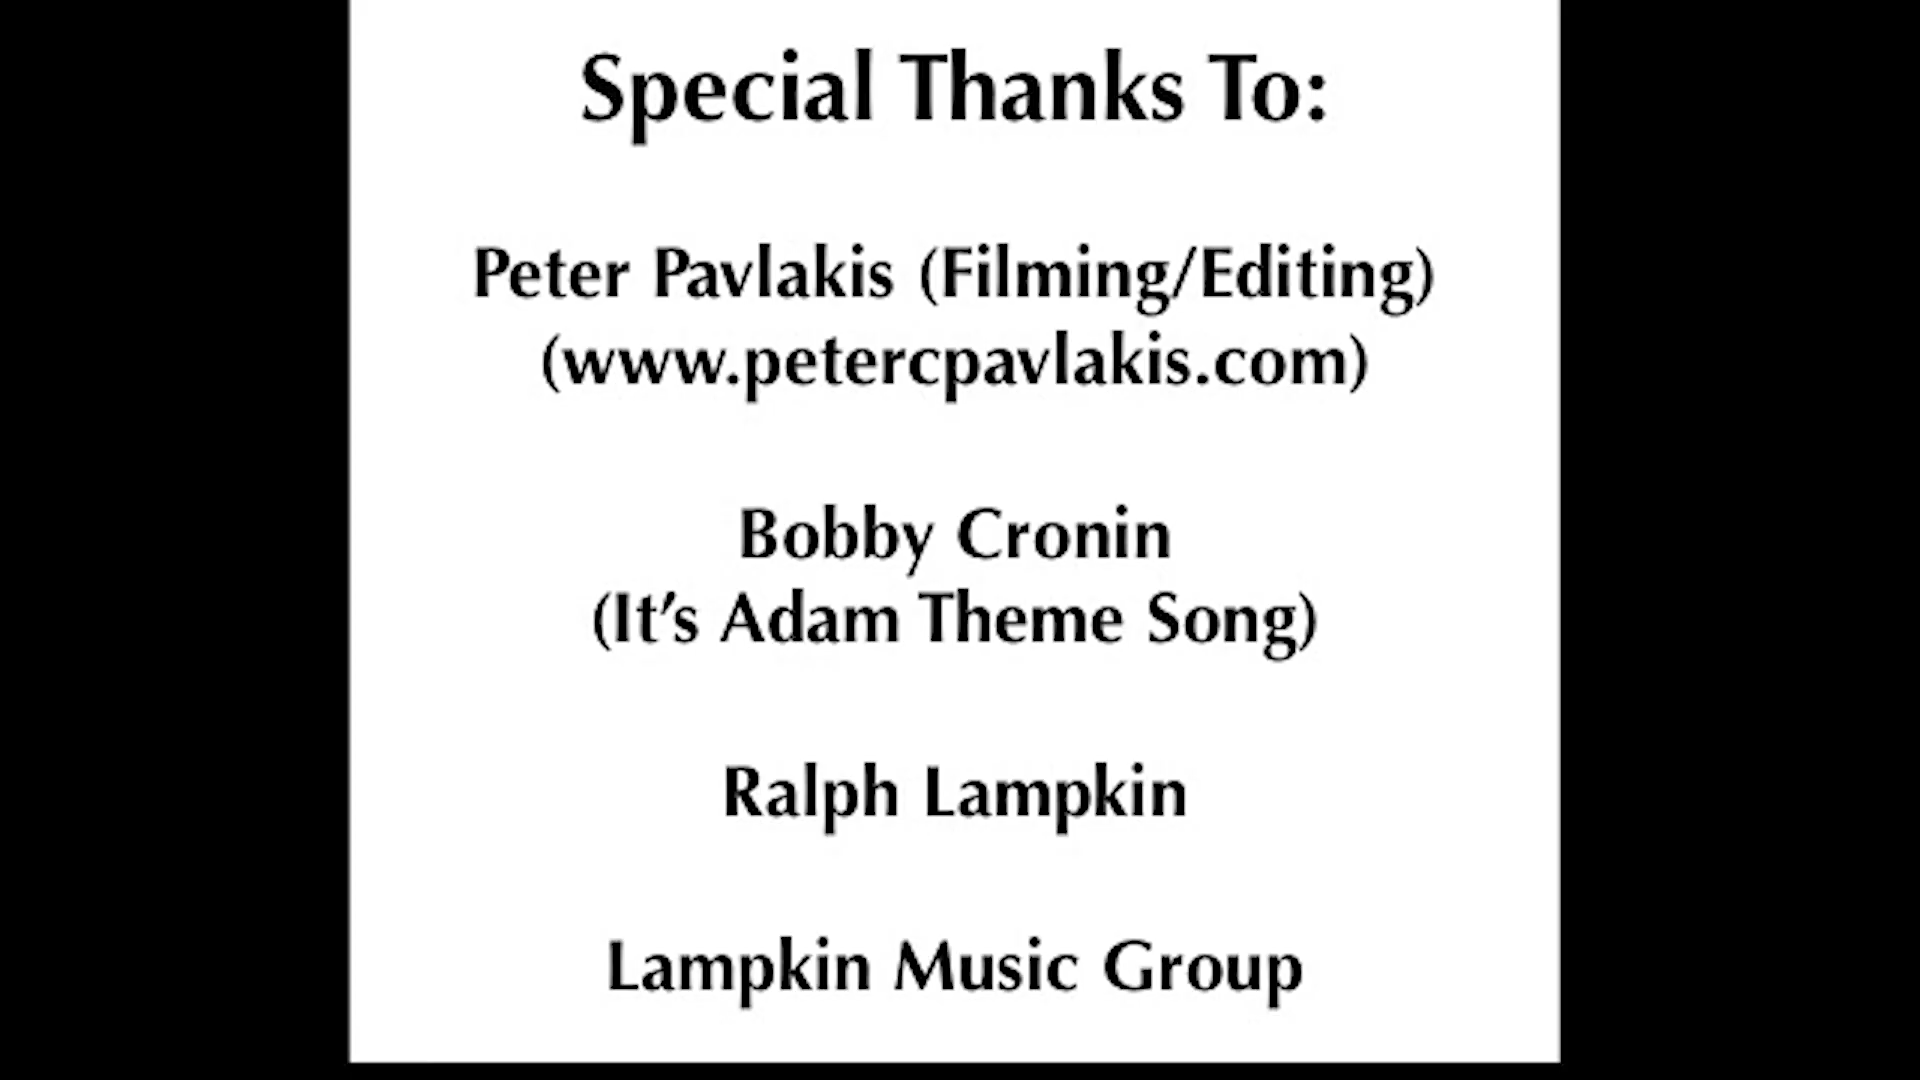 Special Thanks To:
Peter Pavlakis (Filming/Editing)
(www.petercpavlakis.com)
Bobby Cronin
(It’s Adam Theme Song)
Ralph Lampkin
Lampkin Music Group